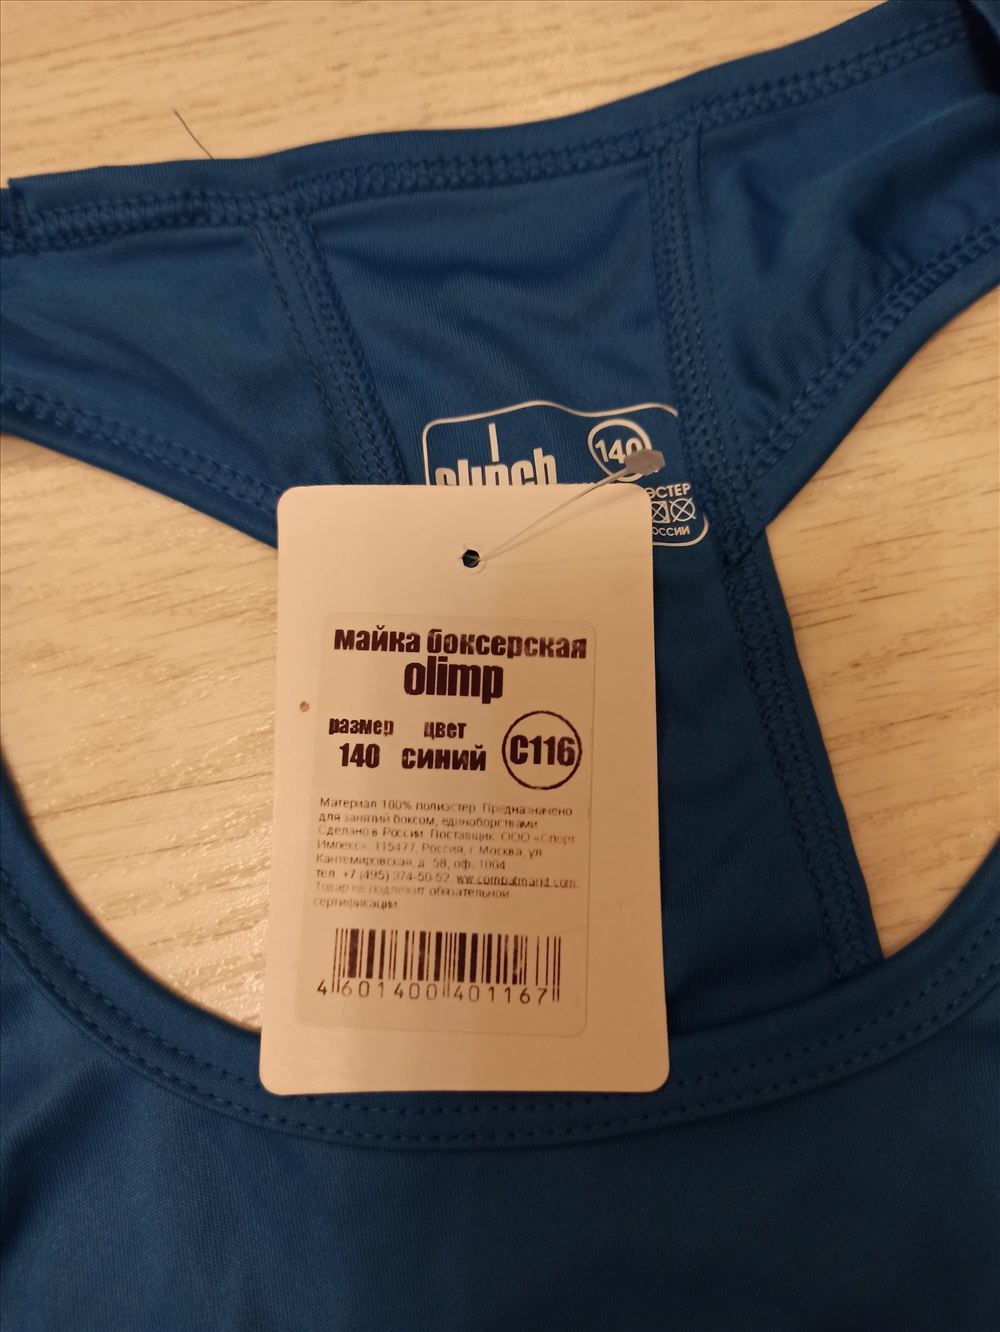 clinch
140
ЭСТЕР
ОССИИ
майка боксерская
olimp
размер цвет
140 синий
C116
Материал 100% полиэстер. Предназначено
для занятий боксом, единоборствами
Сделано в России. Поставщик: ООО «Спорт
Импекс», 115477, Россия, г. Москва, ул.
Кантемировская, д. 58, оф. 1004
тел. +7 (495) 374-50-52, ww.combatmarkt.com.
Товар не подлежит обязательной
сертификации
4 601400 401167